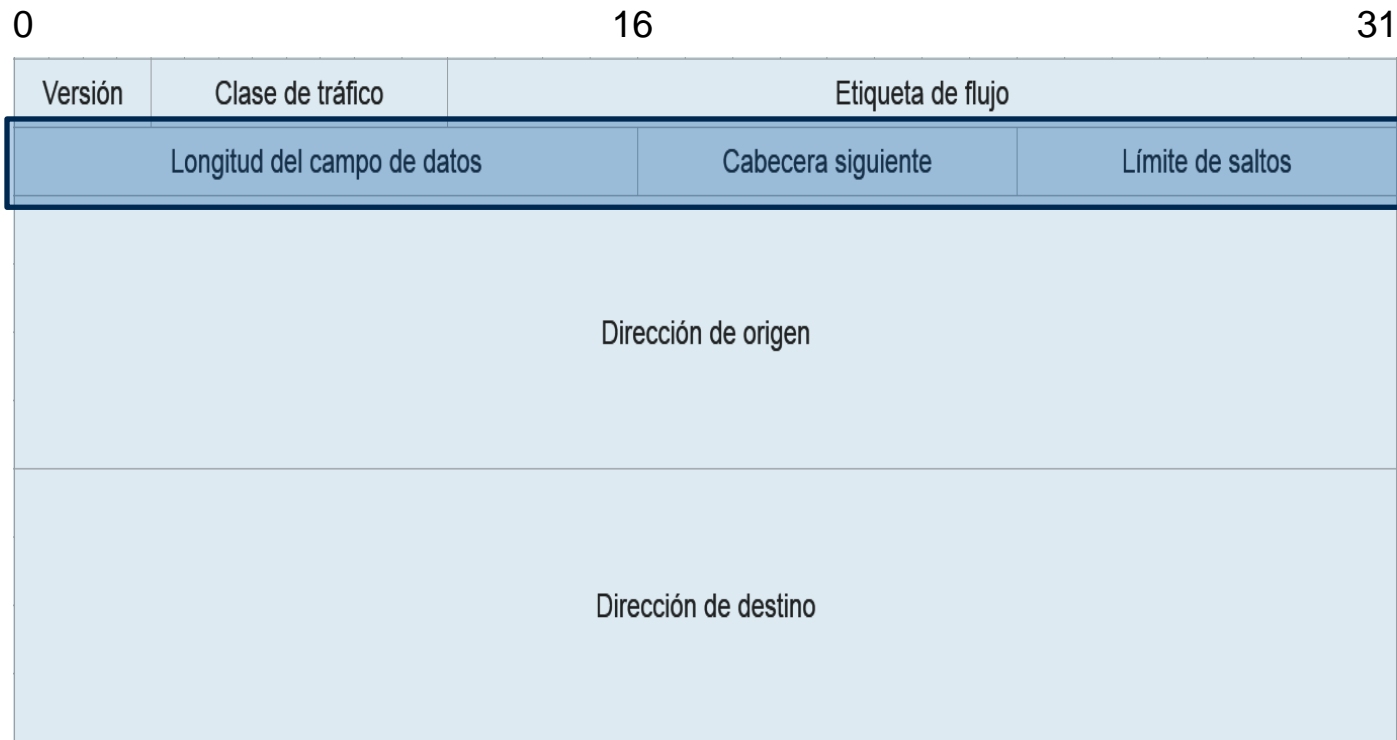 0 16 31
Versión Clase de tráfico Etiqueta de flujo
Longitud del campo de datos Cabecera siguiente Límite de saltos
Dirección de origen
Dirección de destino